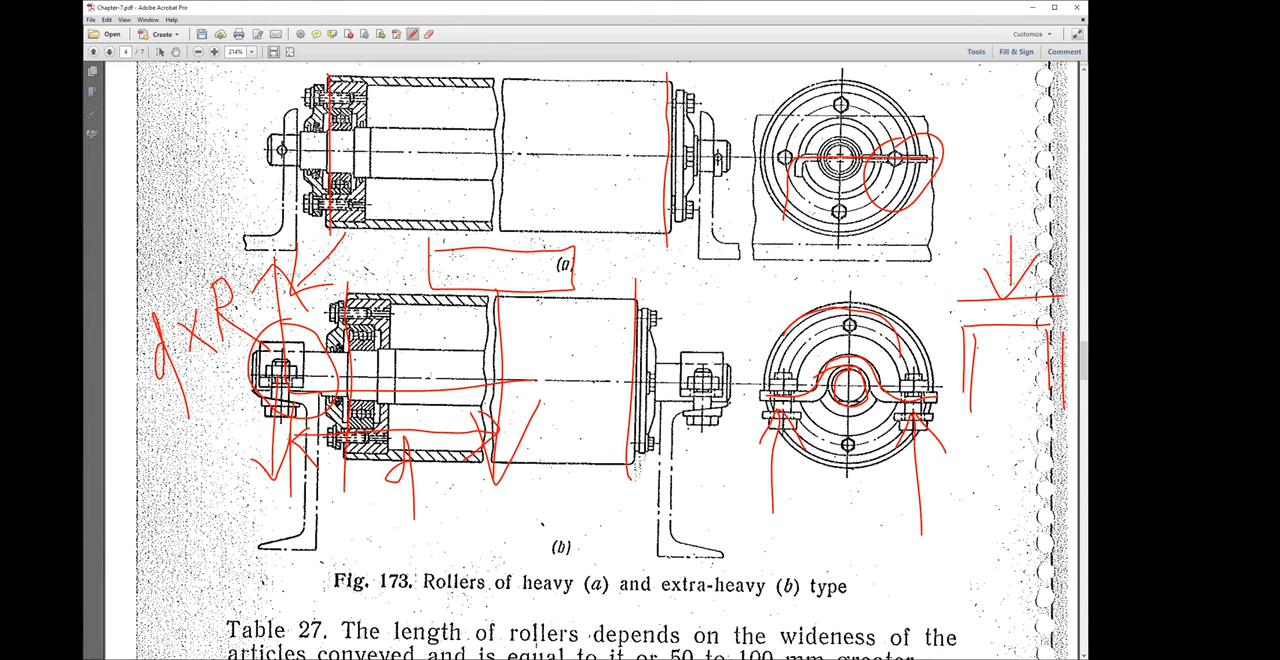 Chapter-7.pdf - Adobe Acrobat Pro
File Edit View Window Help
Open Create Customize
4 / 7 214% Tools Fill & Sign Comment
(a)
d x R
d
(b)
Fig. 173. Rollers of heavy (a) and extra-heavy (b) type
Table 27. The length of rollers depends on the wideness of the
articles conveyed and is equal to it or 50 to 100 mm greater